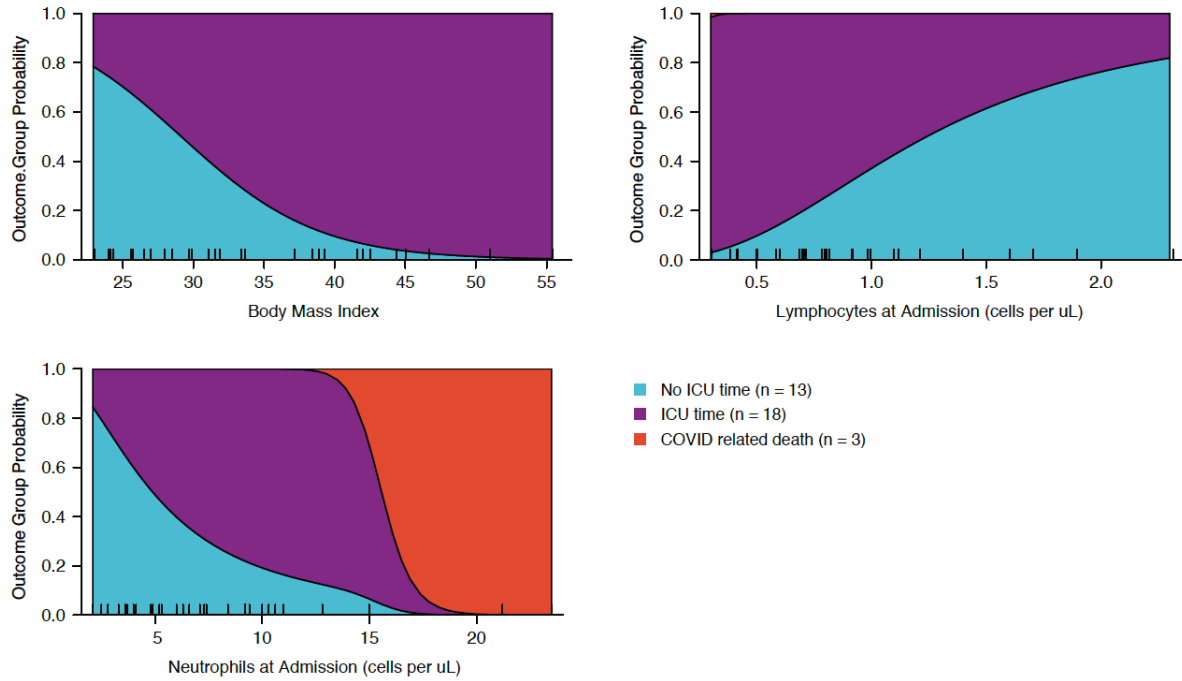 Outcome.Group Probability
1.0
0.8
0.6
0.4
0.2
0.0
25 30 35 40 45 50 55
Body Mass Index
Outcome Group Probability
1.0
0.8
0.6
0.4
0.2
0.0
0.5 1.0 1.5 2.0
Lymphocytes at Admission (cells per uL)
Outcome Group Probability
1.0
0.8
0.6
0.4
0.2
0.0
5 10 15 20
Neutrophils at Admission (cells per uL)
No ICU time (n = 13)
ICU time (n = 18)
COVID related death (n = 3)